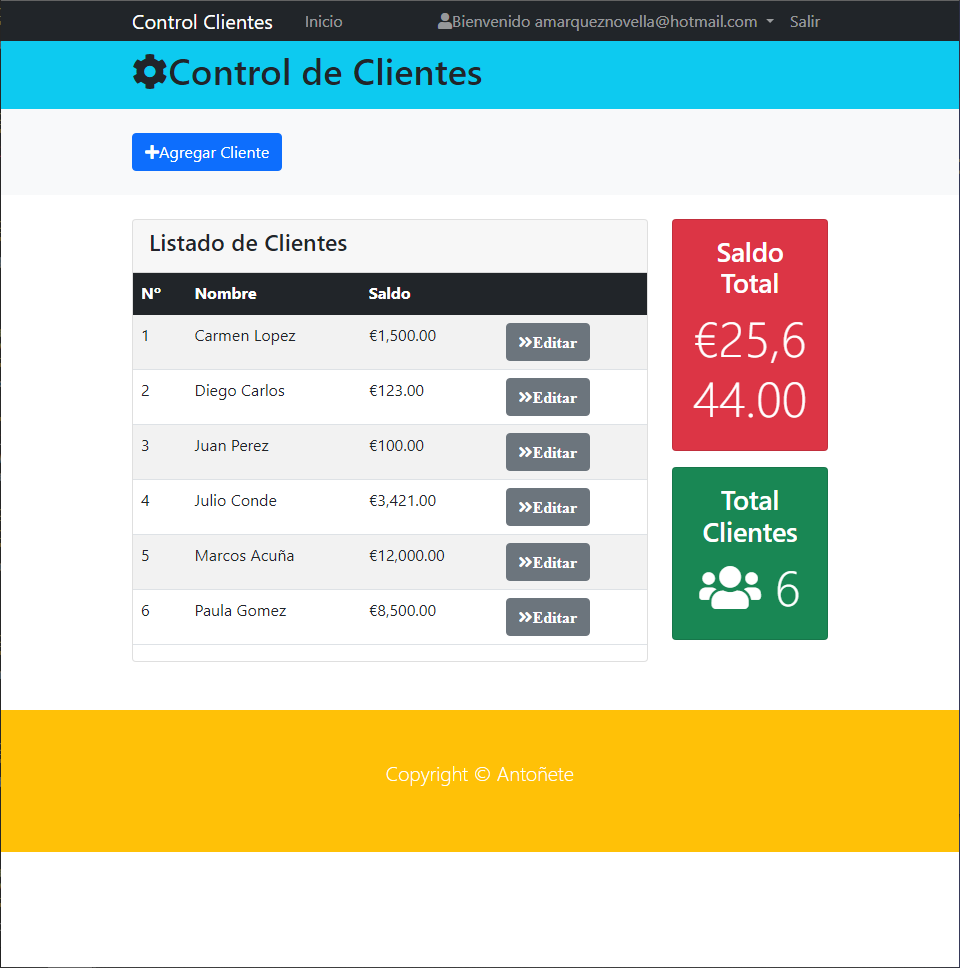 Control Clientes Inicio Bienvenido amarqueznovella@hotmail.com Salir
Control de Clientes
Agregar Cliente
Listado de Clientes
Nº Nombre Saldo
1 Carmen Lopez €1,500.00 Editar
2 Diego Carlos €123.00 Editar
3 Juan Perez €100.00 Editar
4 Julio Conde €3,421.00 Editar
5 Marcos Acuña €12,000.00 Editar
6 Paula Gomez €8,500.00 Editar
Saldo
Total
€25,6
44.00
Total
Clientes
6
Copyright © Antoñete